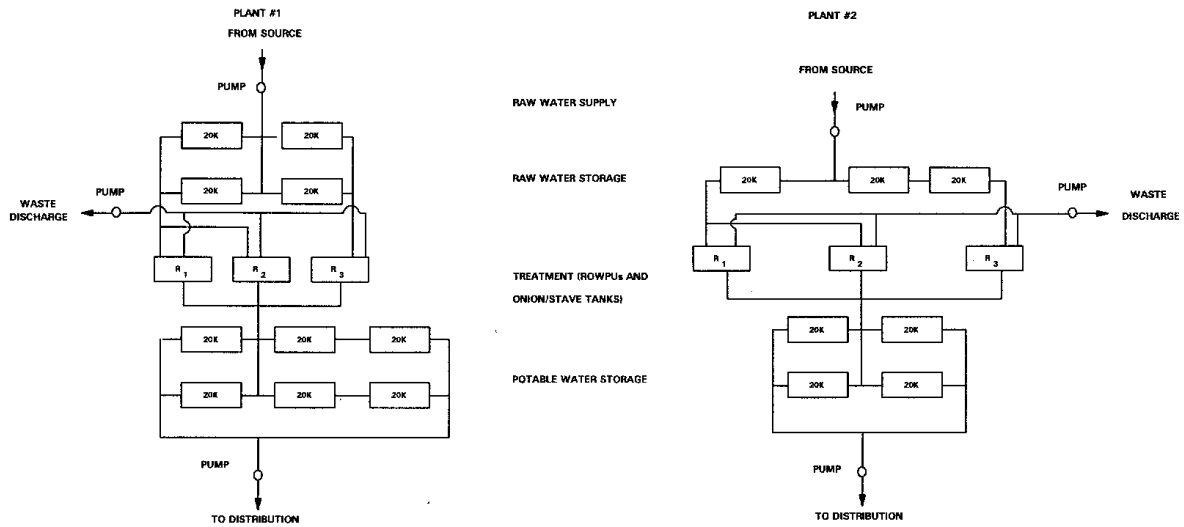 PLANT #1
FROM SOURCE
PUMP
20K 20K
20K 20K
PUMP
WASTE
DISCHARGE
R1 R2 R3
20K 20K 20K
20K 20K 20K
PUMP
TO DISTRIBUTION
RAW WATER SUPPLY
RAW WATER STORAGE
TREATMENT (ROWPUs AND
ONION/STAVE TANKS)
POTABLE WATER STORAGE
PLANT #2
FROM SOURCE
PUMP
20K 20K 20K
PUMP
WASTE
DISCHARGE
R1 R2 R3
20K 20K
20K 20K
PUMP
TO DISTRIBUTION